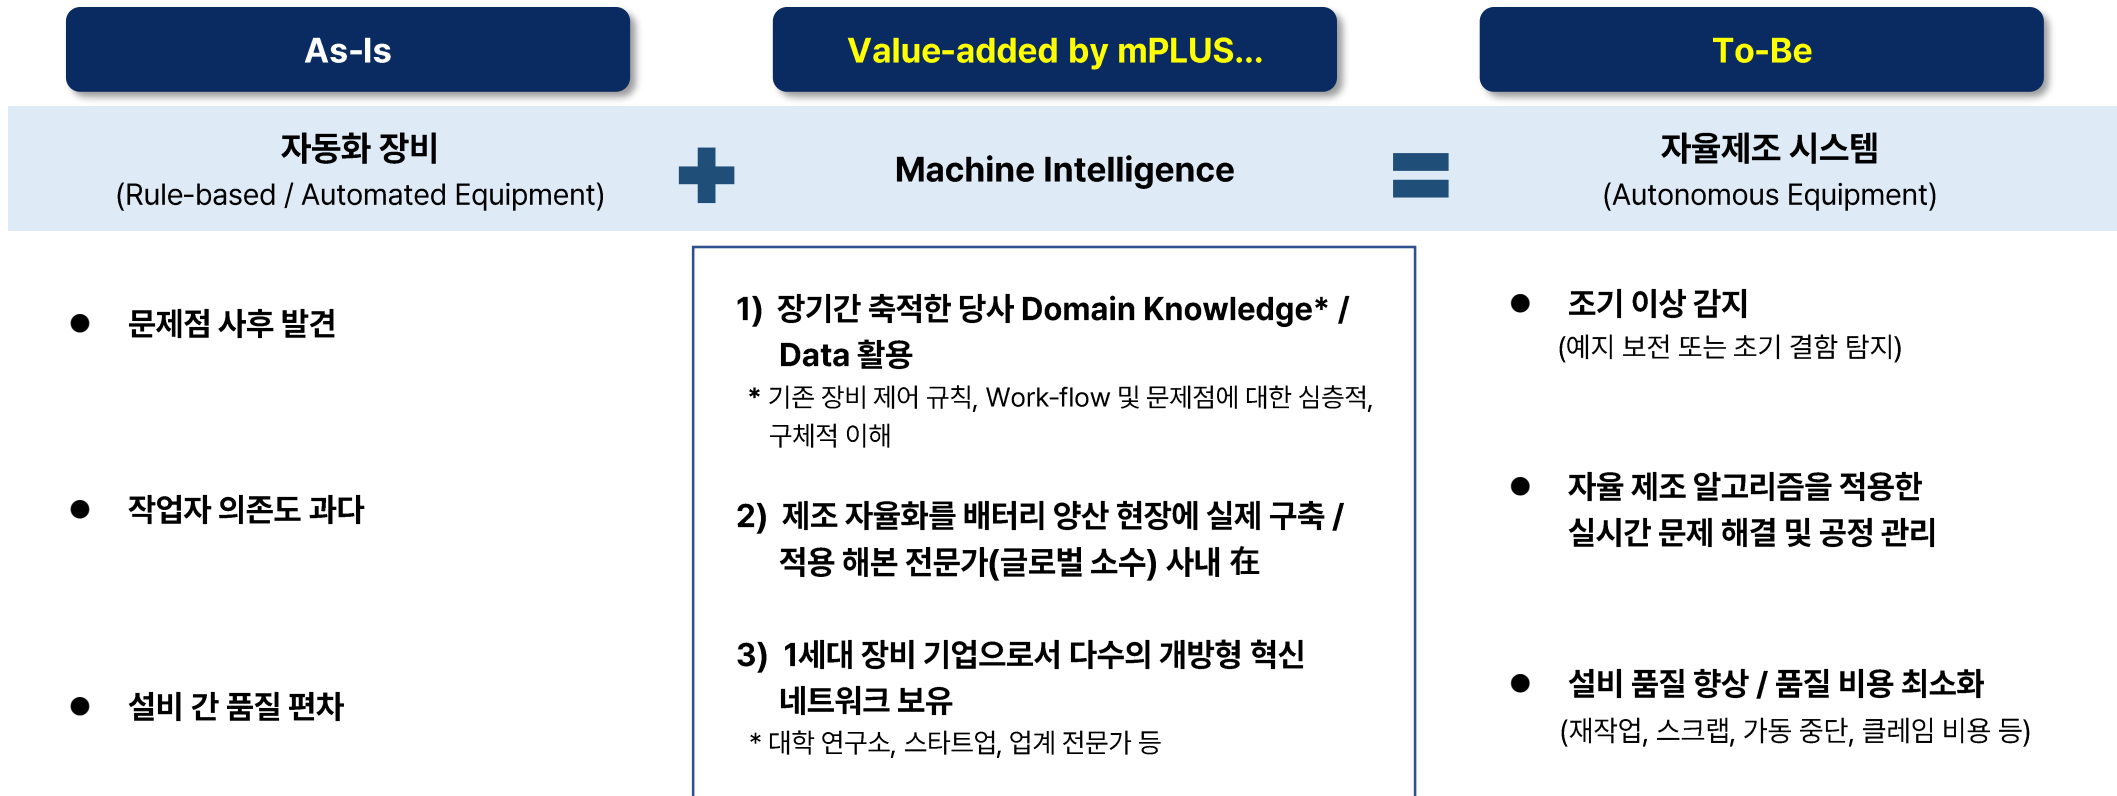 As-Is
자동화 장비
(Rule-based / Automated Equipment)
● 문제점 사후 발견
● 작업자 의존도 과다
● 설비 간 품질 편차
Value-added by mPLUS...
Machine Intelligence
1) 장기간 축적한 당사 Domain Knowledge* /
Data 활용
* 기존 장비 제어 규칙, Work-flow 및 문제점에 대한 심층적,
구체적 이해
2) 제조 자율화를 배터리 양산 현장에 실제 구축 /
적용 해본 전문가(글로벌 소수) 사내 在
3) 1세대 장비 기업으로서 다수의 개방형 혁신
네트워크 보유
* 대학 연구소, 스타트업, 업계 전문가 등
To-Be
자율제조 시스템
(Autonomous Equipment)
● 조기 이상 감지
(예지 보전 또는 초기 결함 탐지)
● 자율 제조 알고리즘을 적용한
실시간 문제 해결 및 공정 관리
● 설비 품질 향상 / 품질 비용 최소화
(재작업, 스크랩, 가동 중단, 클레임 비용 등)